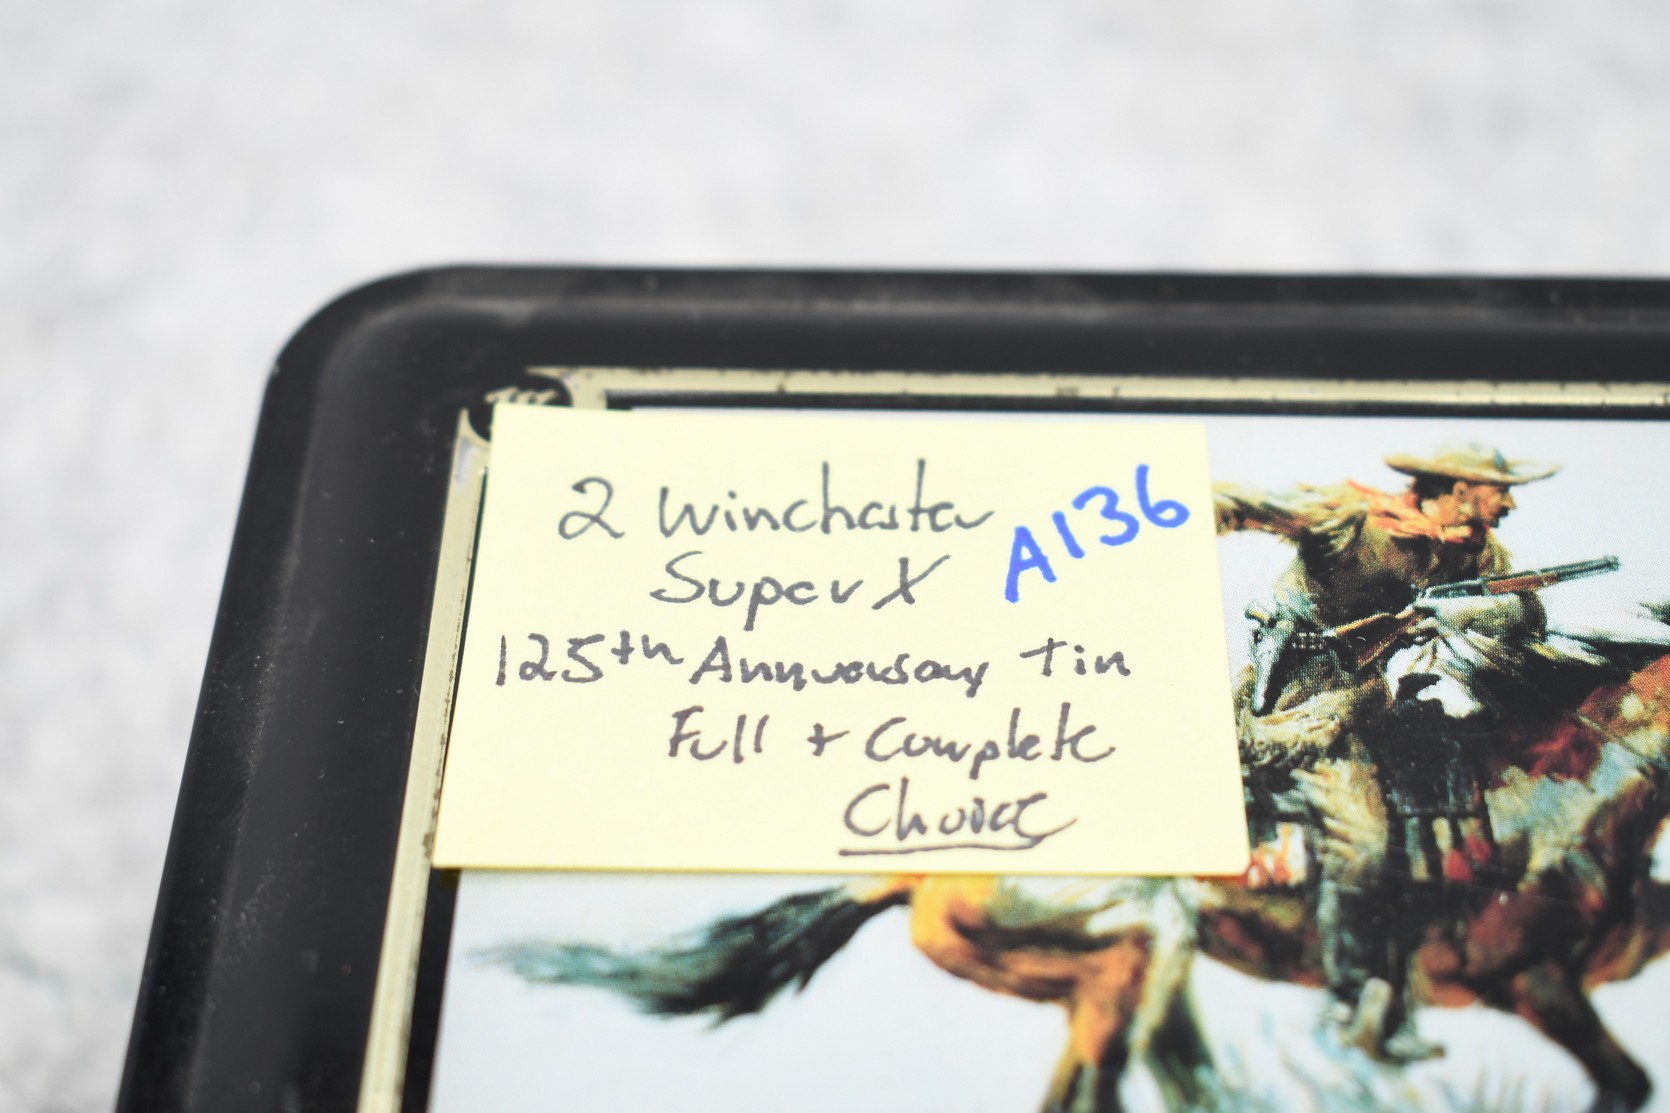 2 Winchester
Super X
A136
125th Anniversary Tin
Full + Complete
Choice